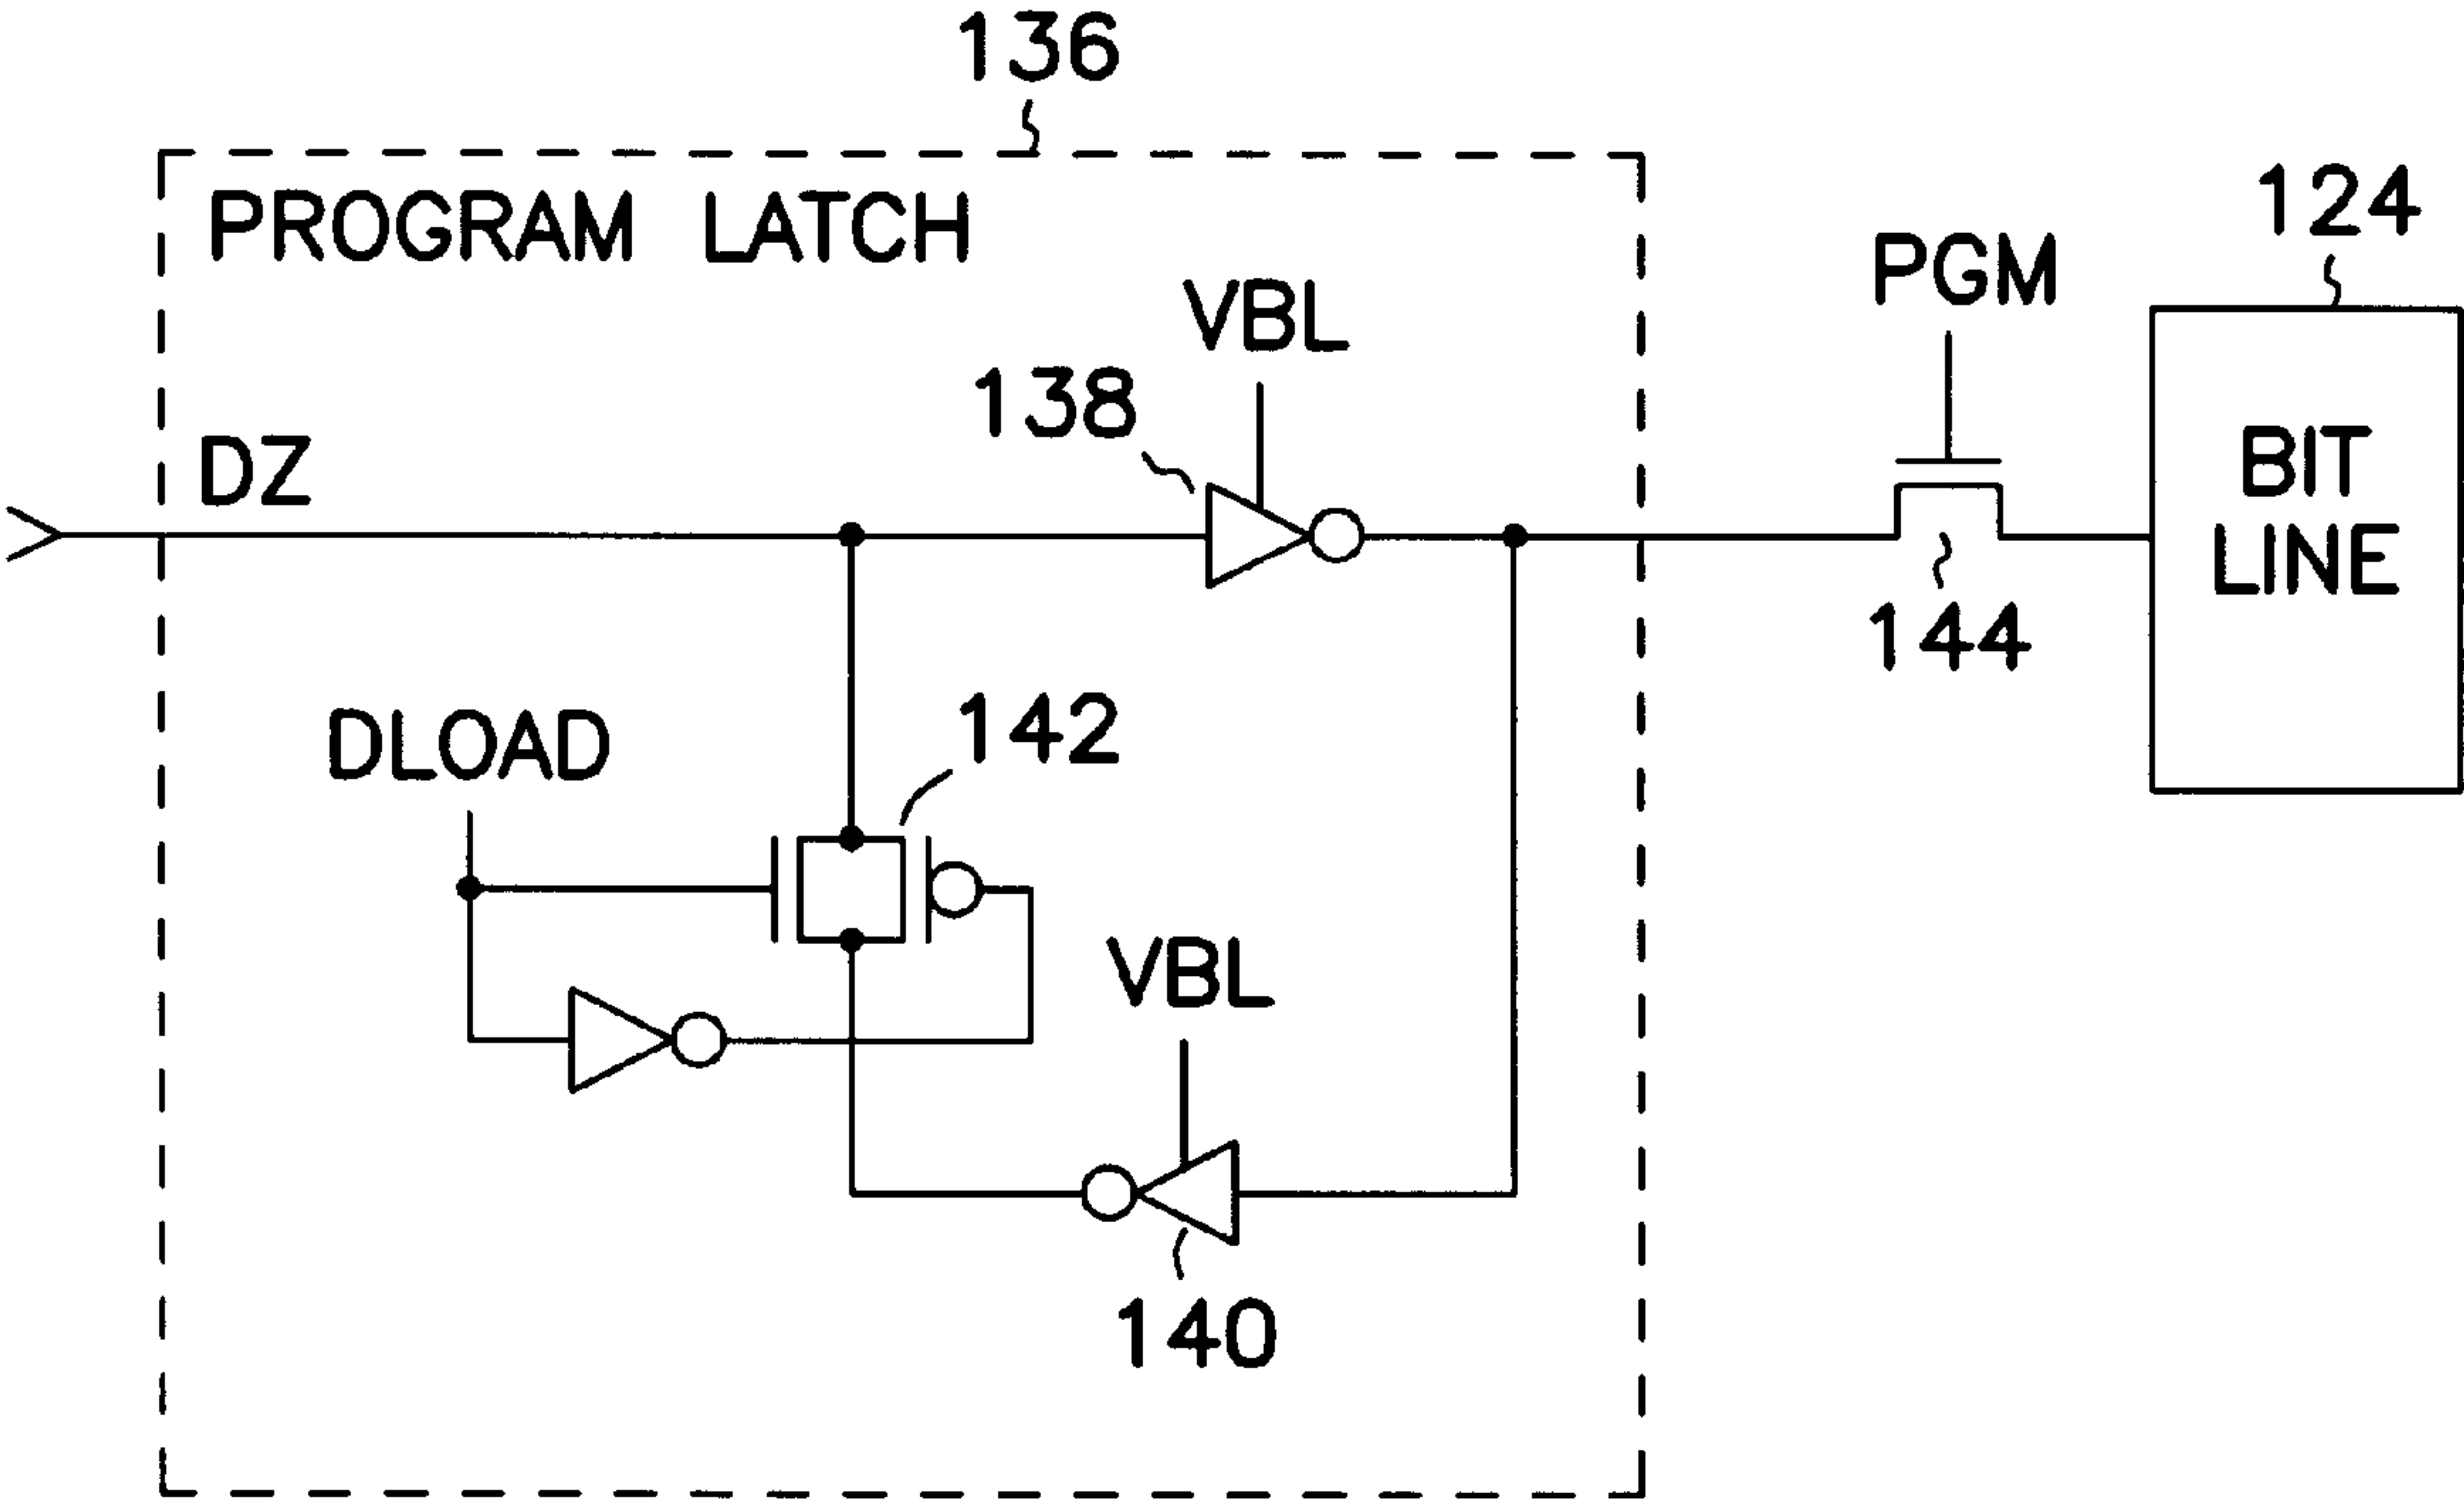 136
PROGRAM LATCH
124
PGM
VBL
138
DZ
BIT
LINE
144
142
DLOAD
VBL
140